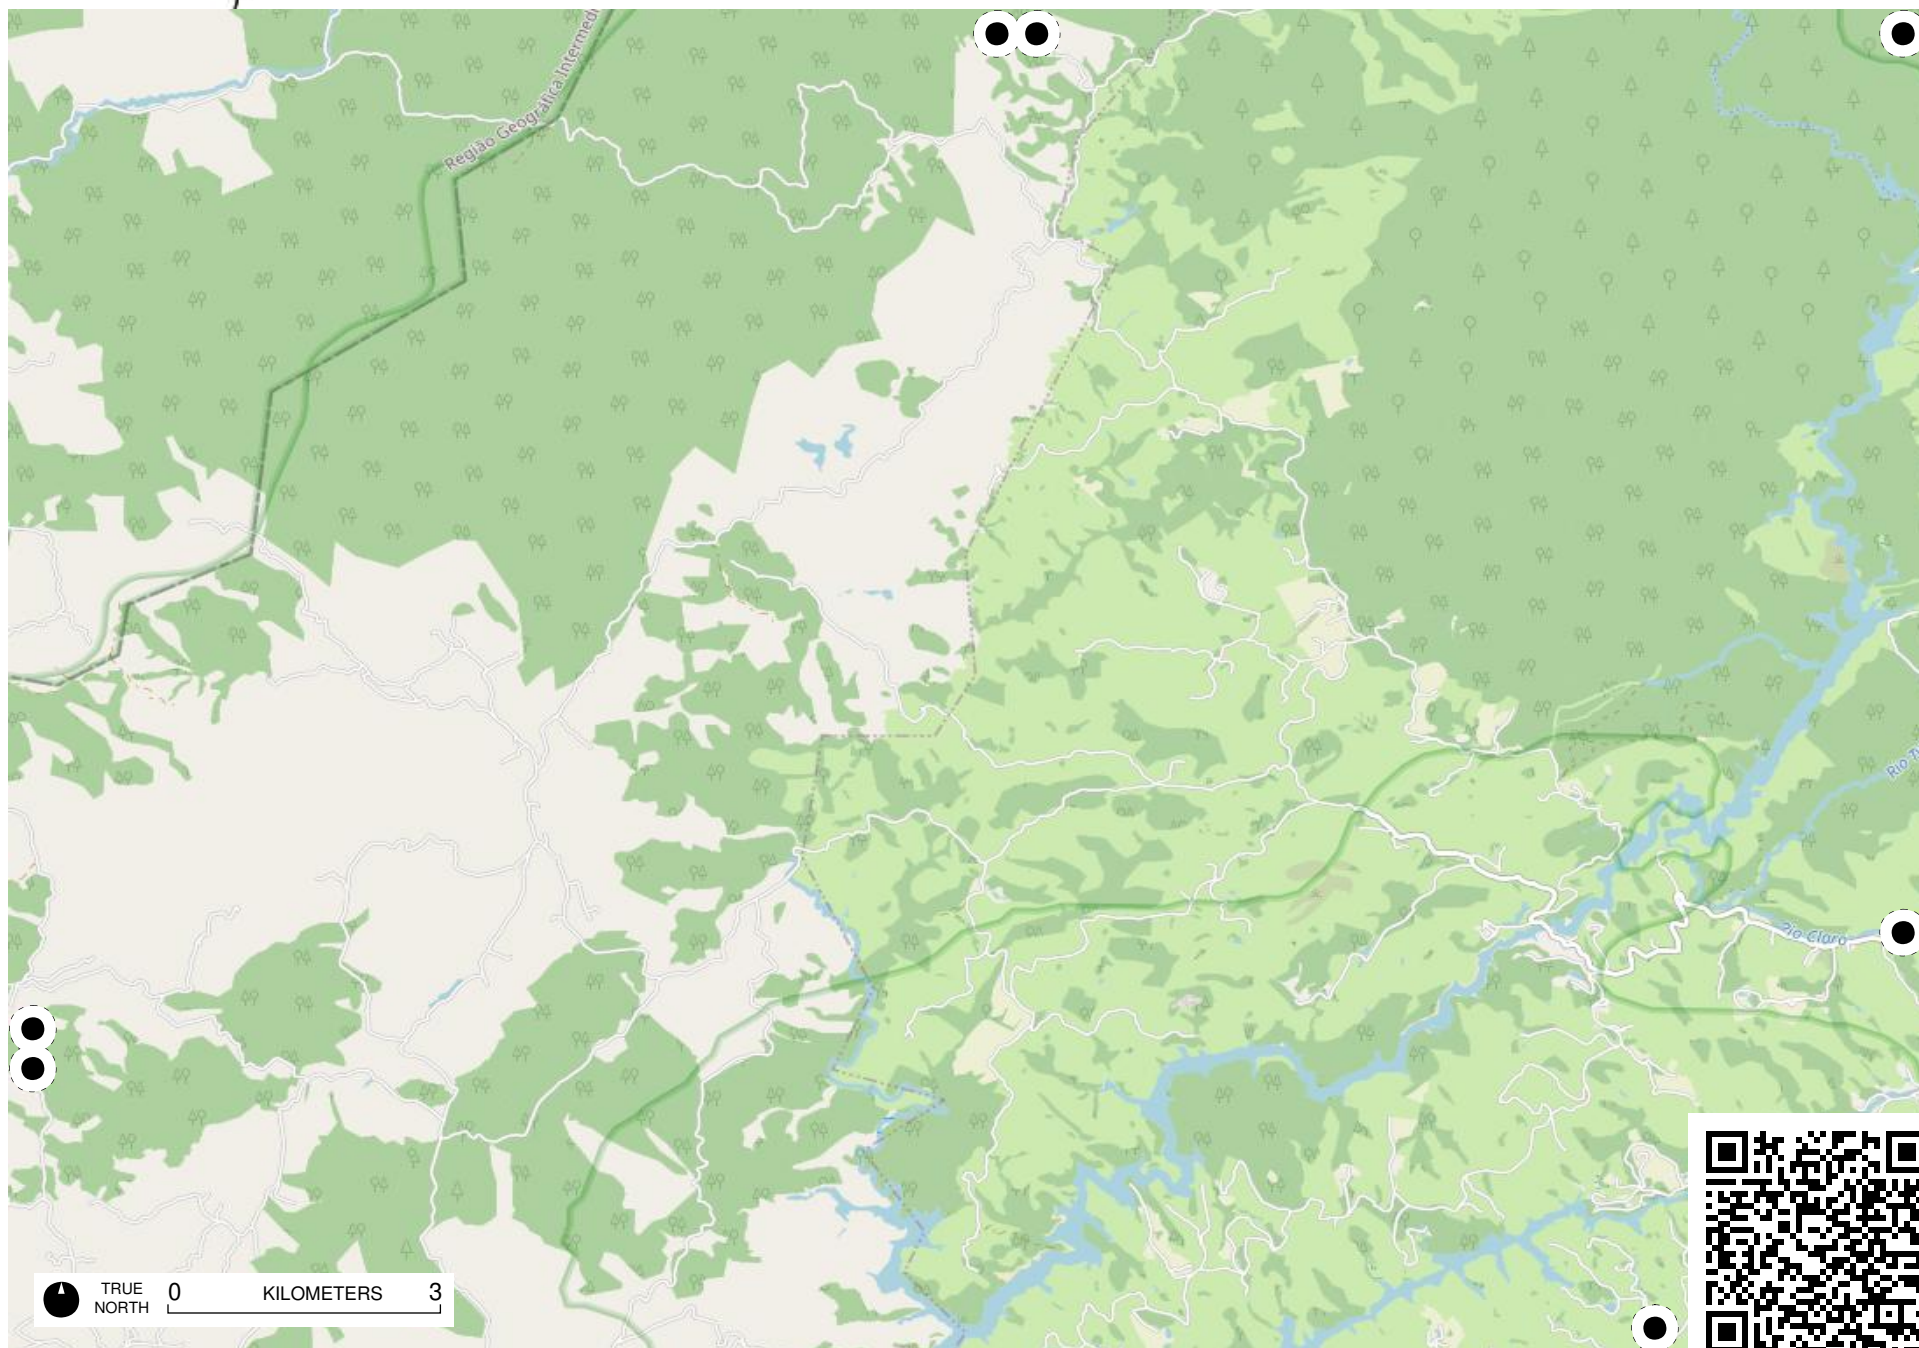 Região Geográfica Intermedi
Rio
Rio Claro
TRUE
NORTH
0 KILOMETERS 3